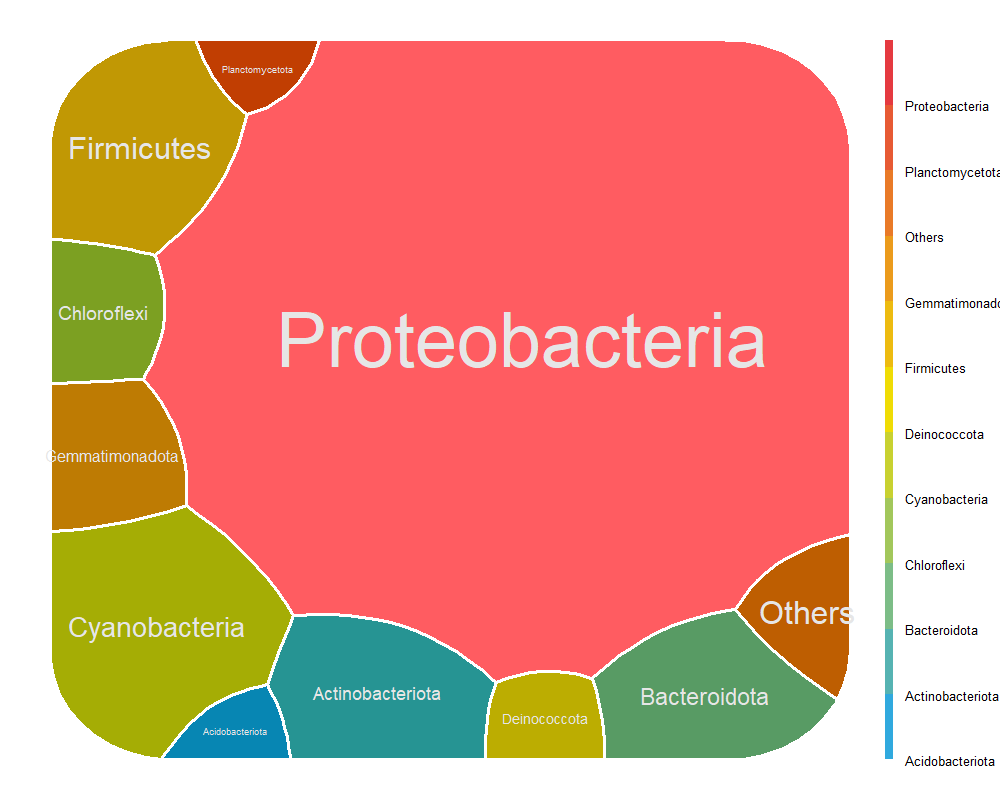 Planctomycetota
Firmicutes
Chloroflexi
Proteobacteria
Gemmatimonadota
Cyanobacteria
Others
Actinobacteriota
Bacteroidota
Deinococcota
Acidobacteriota
Proteobacteria
Planctomycetota
Others
Gemmatimonado
Firmicutes
Deinococcota
Cyanobacteria
Chloroflexi
Bacteroidota
Actinobacteriota
Acidobacteriota